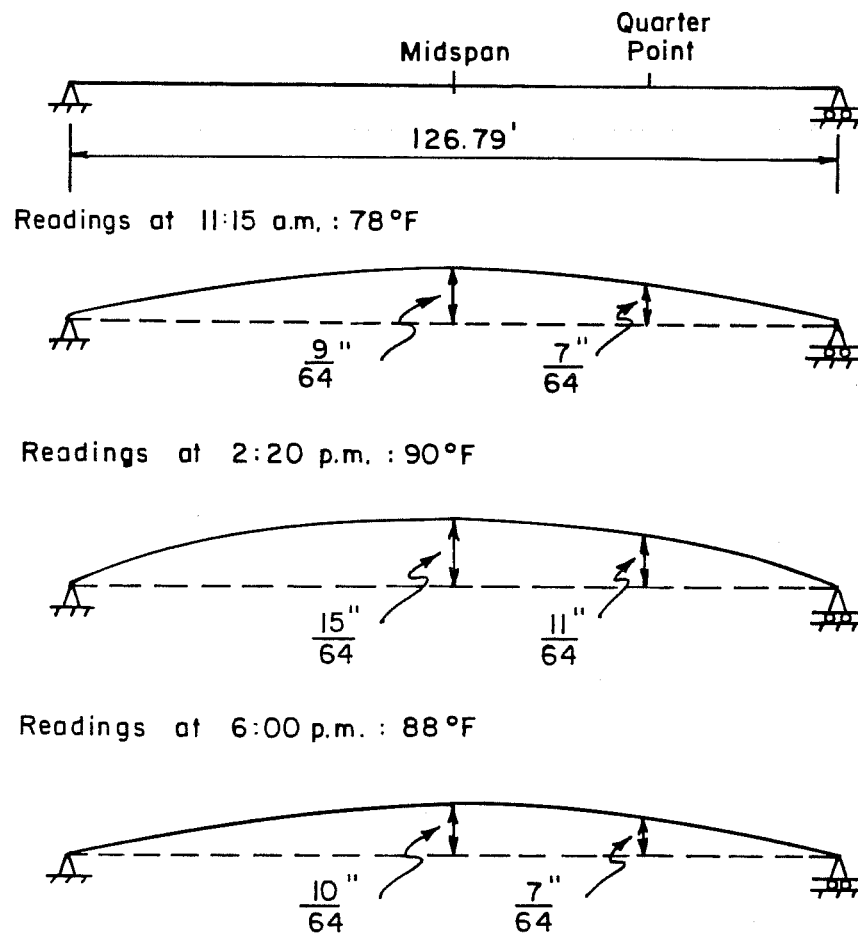 Midspan
Quarter
Point
126.79'
Readings at 11:15 a.m. : 78°F
9"/64
7"/64
Readings at 2:20 p.m. : 90°F
15"/64
11"/64
Readings at 6:00 p.m. : 88°F
10"/64
7"/64